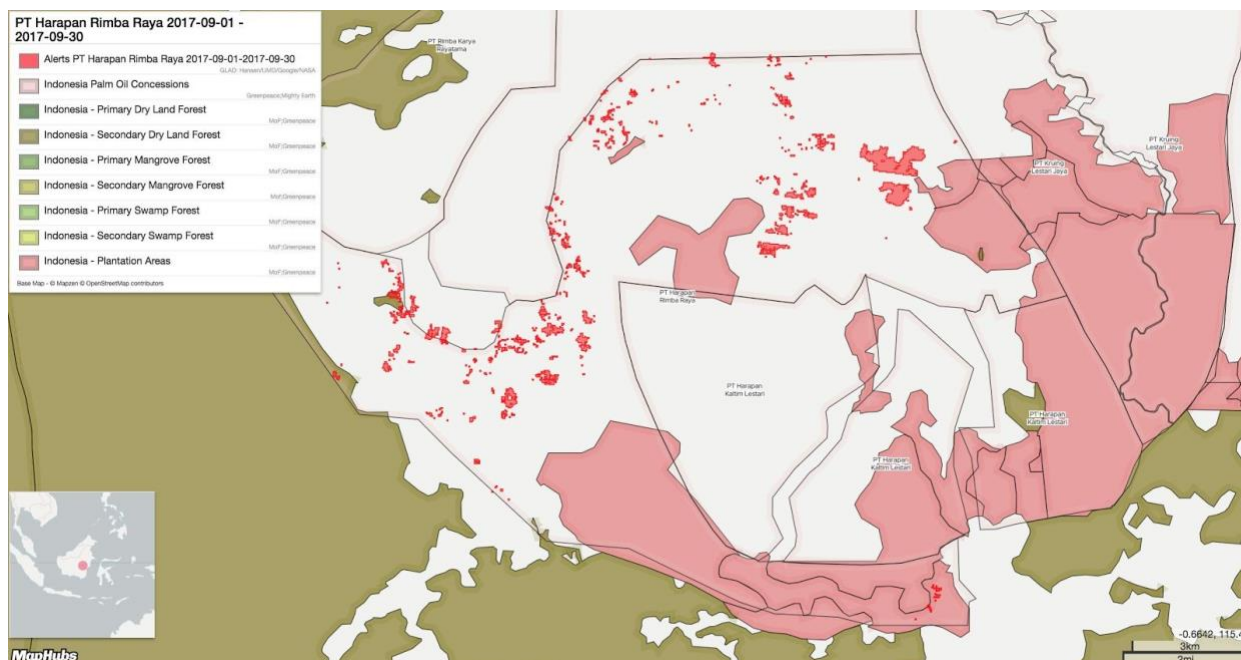 PT Harapan Rimba Raya 2017-09-01 -
2017-09-30
Alerts PT Harapan Rimba Raya 2017-09-01-2017-09-30
GLAD: Hansen/UMD/Google/NASA
Indonesia Palm Oil Concessions
Greenpeace;Mighty Earth
Indonesia - Primary Dry Land Forest
MoF;Greenpeace
Indonesia - Secondary Dry Land Forest
MoF;Greenpeace
Indonesia - Primary Mangrove Forest
MoF;Greenpeace
Indonesia - Secondary Mangrove Forest
MoF;Greenpeace
Indonesia - Primary Swamp Forest
MoF;Greenpeace
Indonesia - Secondary Swamp Forest
MoF;Greenpeace
Indonesia - Plantation Areas
MoF;Greenpeace
Base Map - © Mapzen © OpenStreetMap contributors
PT Rimba Karya
Rayatama
PT Kruing
Lestari Jaya
PT Kruing
Lestari Jaya
PT Harapan
Rimba Raya
PT Harapan
Kaltim Lestari
PT Harapan
Kaltim Lestari
PT Harapan
Kaltim Lestari
-0.6642, 115.4
3km
2mi
MapHubs